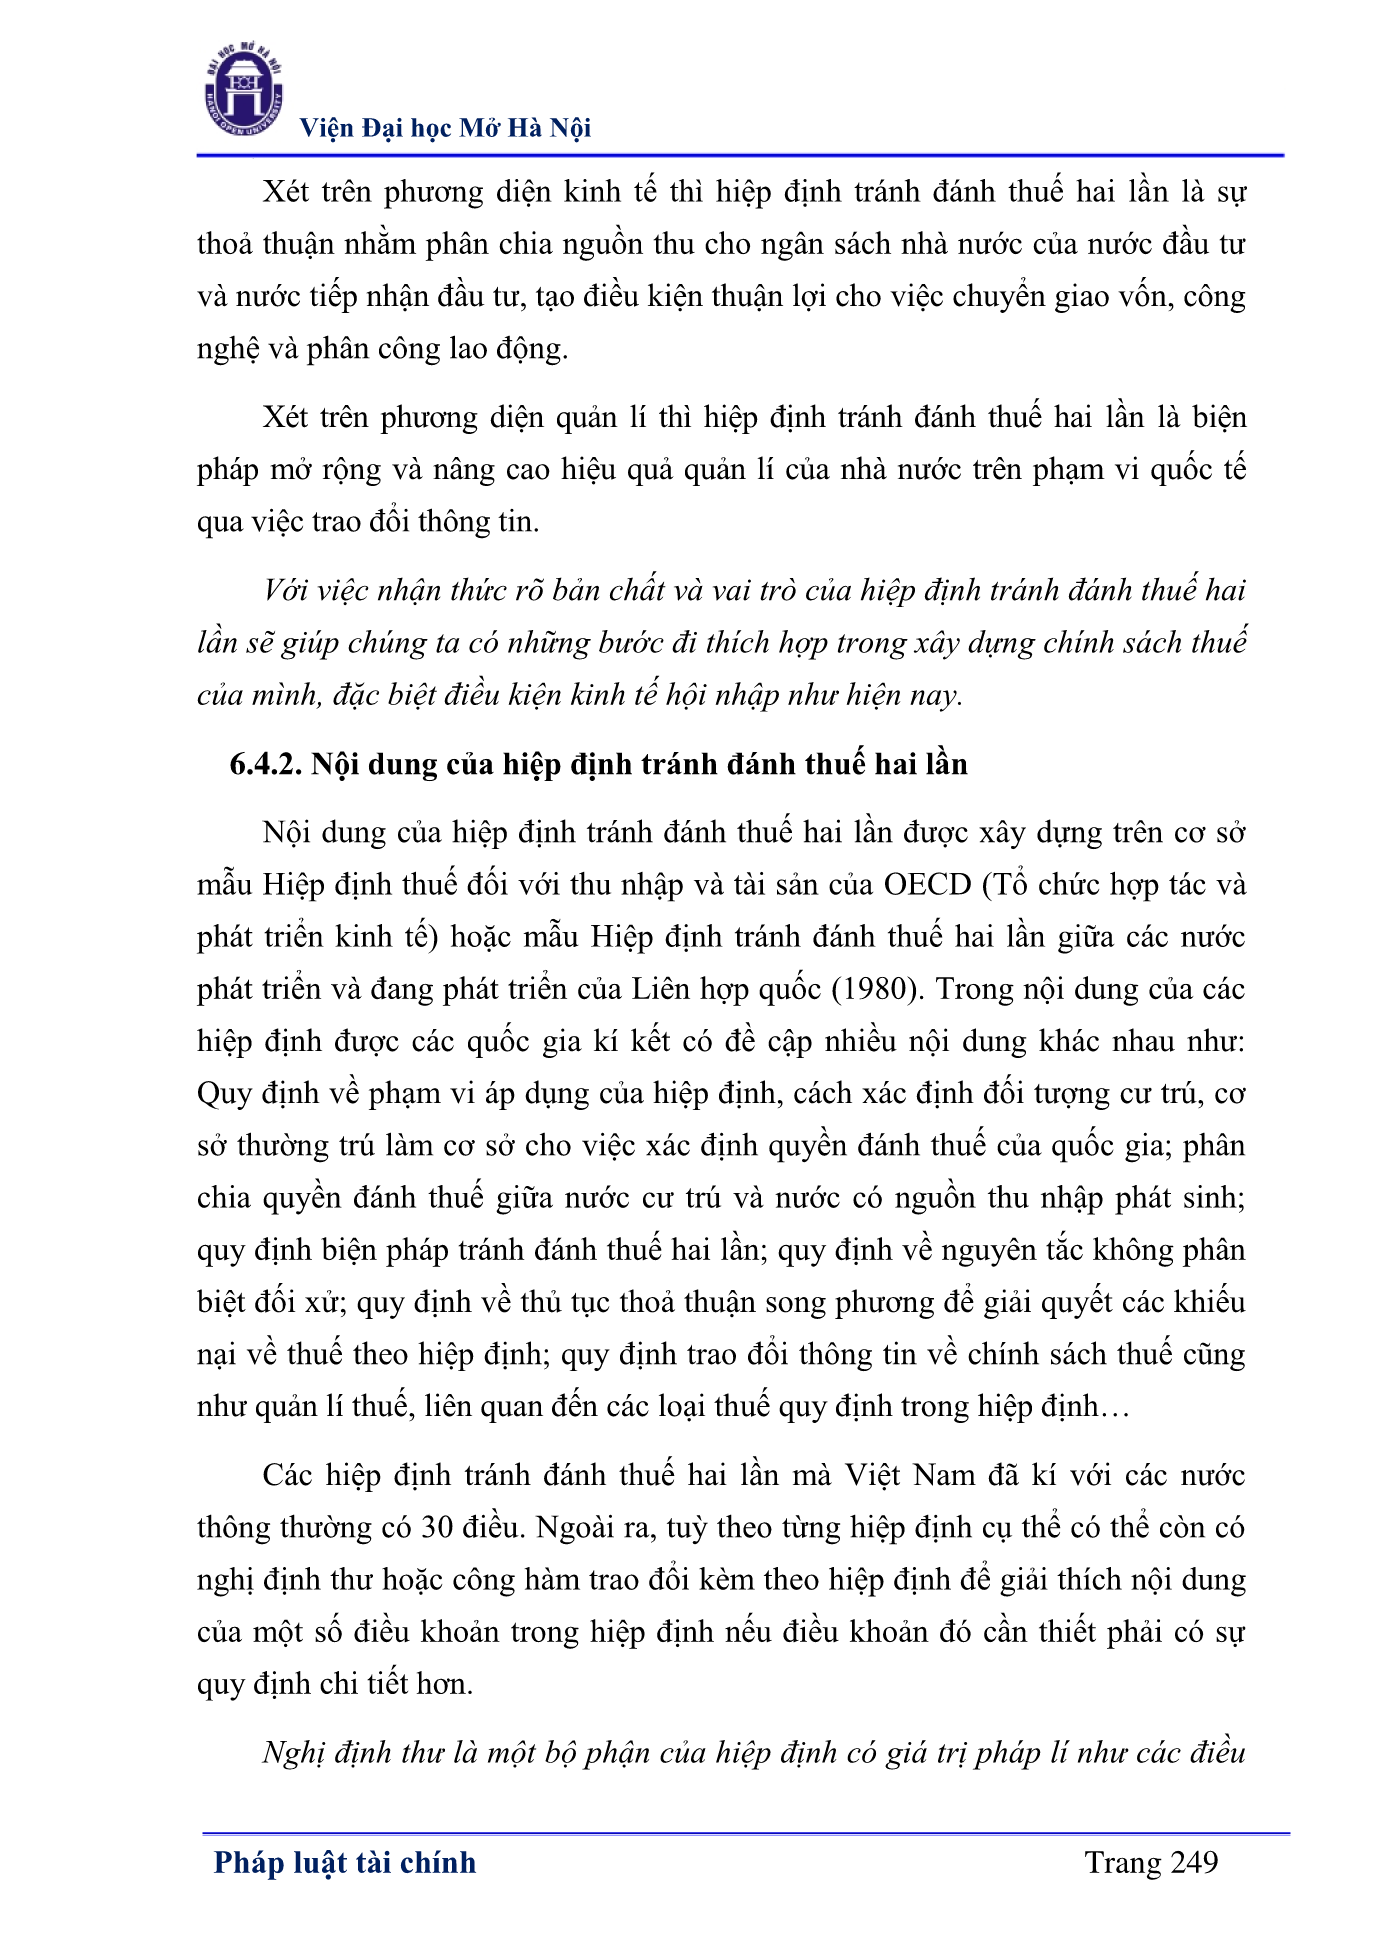 ĐẠI HỌC MỞ HÀ NỘI
HANOI OPEN UNIVERSITY
Viện Đại học Mở Hà Nội
Xét trên phương diện kinh tế thì hiệp định tránh đánh thuế hai lần là sự
thoả thuận nhằm phân chia nguồn thu cho ngân sách nhà nước của nước đầu tư
và nước tiếp nhận đầu tư, tạo điều kiện thuận lợi cho việc chuyển giao vốn, công
nghệ và phân công lao động.
Xét trên phương diện quản lí thì hiệp định tránh đánh thuế hai lần là biện
pháp mở rộng và nâng cao hiệu quả quản lí của nhà nước trên phạm vi quốc tế
qua việc trao đổi thông tin.
Với việc nhận thức rõ bản chất và vai trò của hiệp định tránh đánh thuế hai
lần sẽ giúp chúng ta có những bước đi thích hợp trong xây dựng chính sách thuế
của mình, đặc biệt điều kiện kinh tế hội nhập như hiện nay.
6.4.2. Nội dung của hiệp định tránh đánh thuế hai lần
Nội dung của hiệp định tránh đánh thuế hai lần được xây dựng trên cơ sở
mẫu Hiệp định thuế đối với thu nhập và tài sản của OECD (Tổ chức hợp tác và
phát triển kinh tế) hoặc mẫu Hiệp định tránh đánh thuế hai lần giữa các nước
phát triển và đang phát triển của Liên hợp quốc (1980). Trong nội dung của các
hiệp định được các quốc gia kí kết có đề cập nhiều nội dung khác nhau như:
Quy định về phạm vi áp dụng của hiệp định, cách xác định đối tượng cư trú, cơ
sở thường trú làm cơ sở cho việc xác định quyền đánh thuế của quốc gia; phân
chia quyền đánh thuế giữa nước cư trú và nước có nguồn thu nhập phát sinh;
quy định biện pháp tránh đánh thuế hai lần; quy định về nguyên tắc không phân
biệt đối xử; quy định về thủ tục thoả thuận song phương để giải quyết các khiếu
nại về thuế theo hiệp định; quy định trao đổi thông tin về chính sách thuế cũng
như quản lí thuế, liên quan đến các loại thuế quy định trong hiệp định…
Các hiệp định tránh đánh thuế hai lần mà Việt Nam đã kí với các nước
thông thường có 30 điều. Ngoài ra, tuỳ theo từng hiệp định cụ thể có thể còn có
nghị định thư hoặc công hàm trao đổi kèm theo hiệp định để giải thích nội dung
của một số điều khoản trong hiệp định nếu điều khoản đó cần thiết phải có sự
quy định chi tiết hơn.
Nghị định thư là một bộ phận của hiệp định có giá trị pháp lí như các điều
Pháp luật tài chính
Trang 249